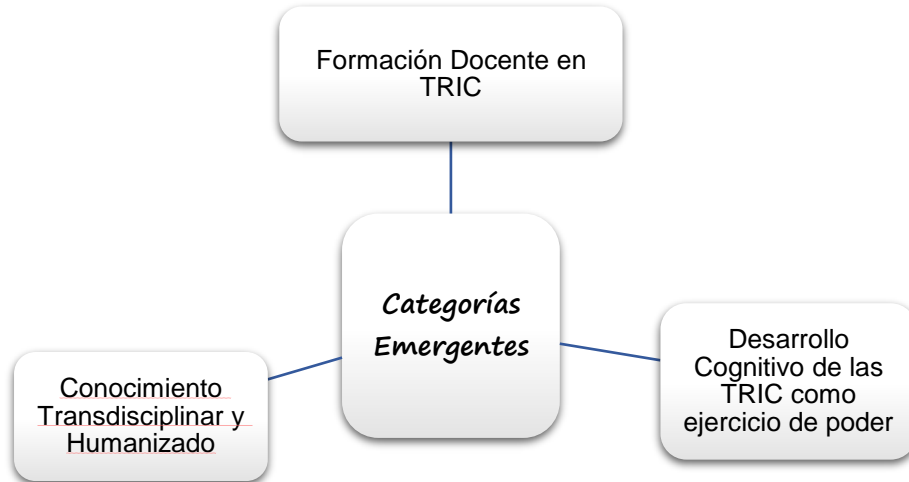 Formación Docente en
TRIC
Categorías
Emergentes
Conocimiento
Transdisciplinar y
Humanizado
Desarrollo
Cognitivo de las
TRIC como
ejercicio de poder